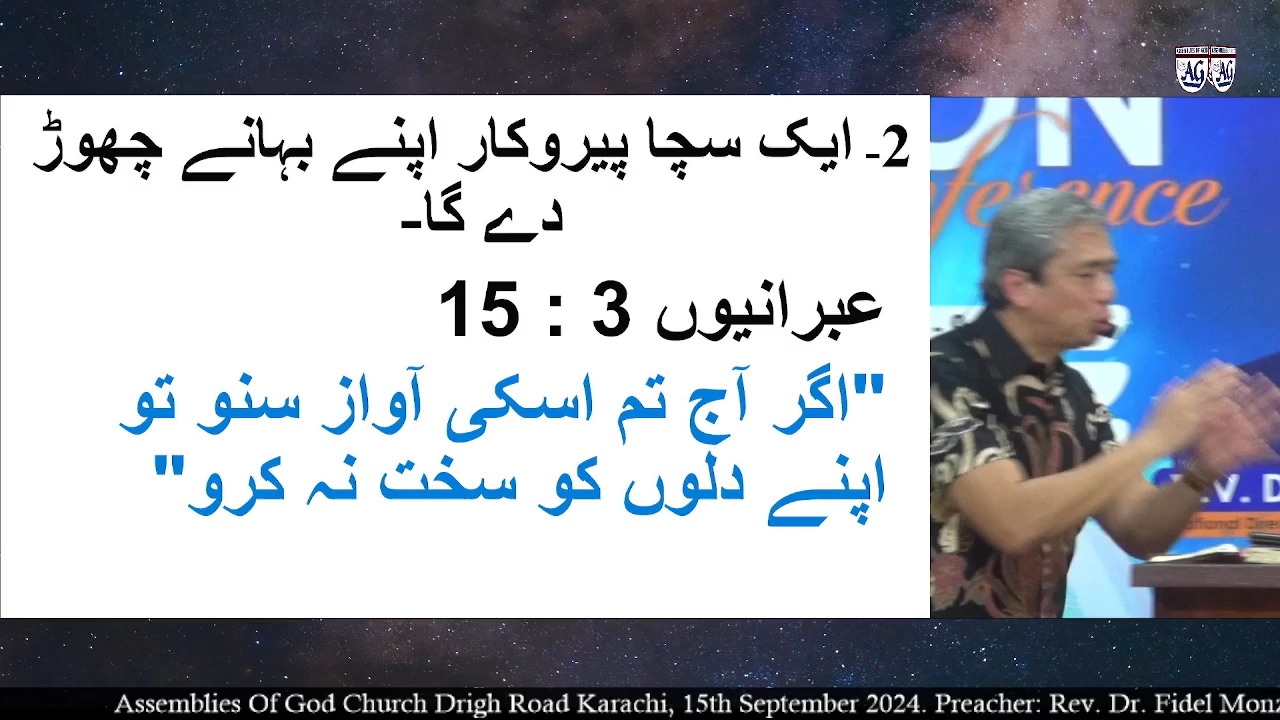 2- ایک سچا پیروکار اپنے بہانے چھوڑ
دے گا-
عبرانیوں 3 : 15
"اگر آج تم اسکی آواز سنو تو
اپنے دلوں کو سخت نہ کرو"
AG AG
Assemblies Of God Church Drigh Road Karachi, 15th September 2024. Preacher: Rev. Dr. Fidel